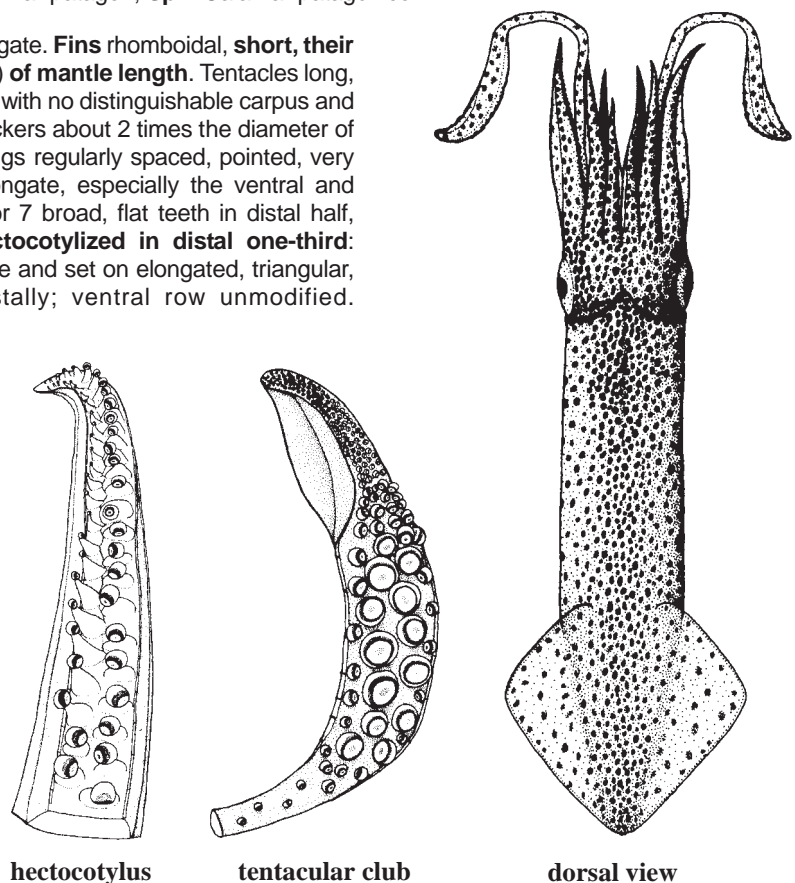 gate. Fins rhomboidal, short, their
of mantle length. Tentacles long,
with no distinguishable carpus and
ckers about 2 times the diameter of
gs regularly spaced, pointed, very
ongate, especially the ventral and
or 7 broad, flat teeth in distal half,
ctocotylized in distal one-third:
e and set on elongated, triangular,
stally; ventral row unmodified.
hectocotylus tentacular club dorsal view